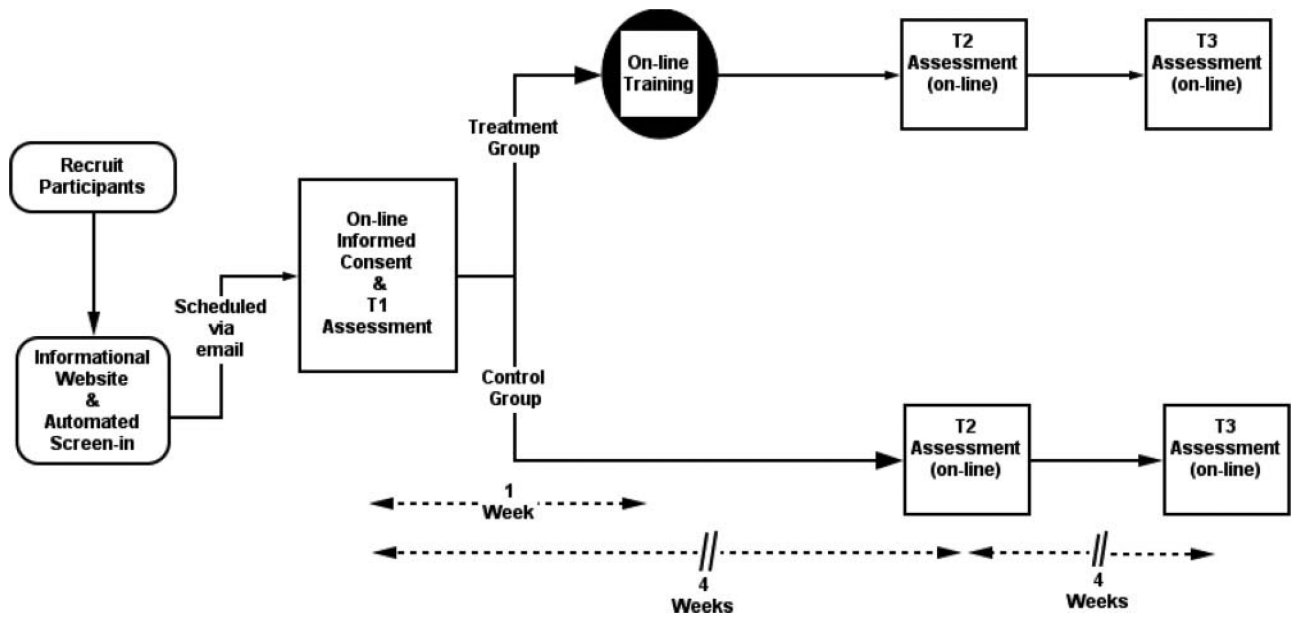 Recruit
Participants
Informational
Website
&
Automated
Screen-in
Scheduled
via
email
On-line
Informed
Consent
&
T1
Assessment
Treatment
Group
On-line
Training
T2
Assessment
(on-line)
T3
Assessment
(on-line)
Control
Group
T2
Assessment
(on-line)
T3
Assessment
(on-line)
1
Week
4
Weeks
4
Weeks